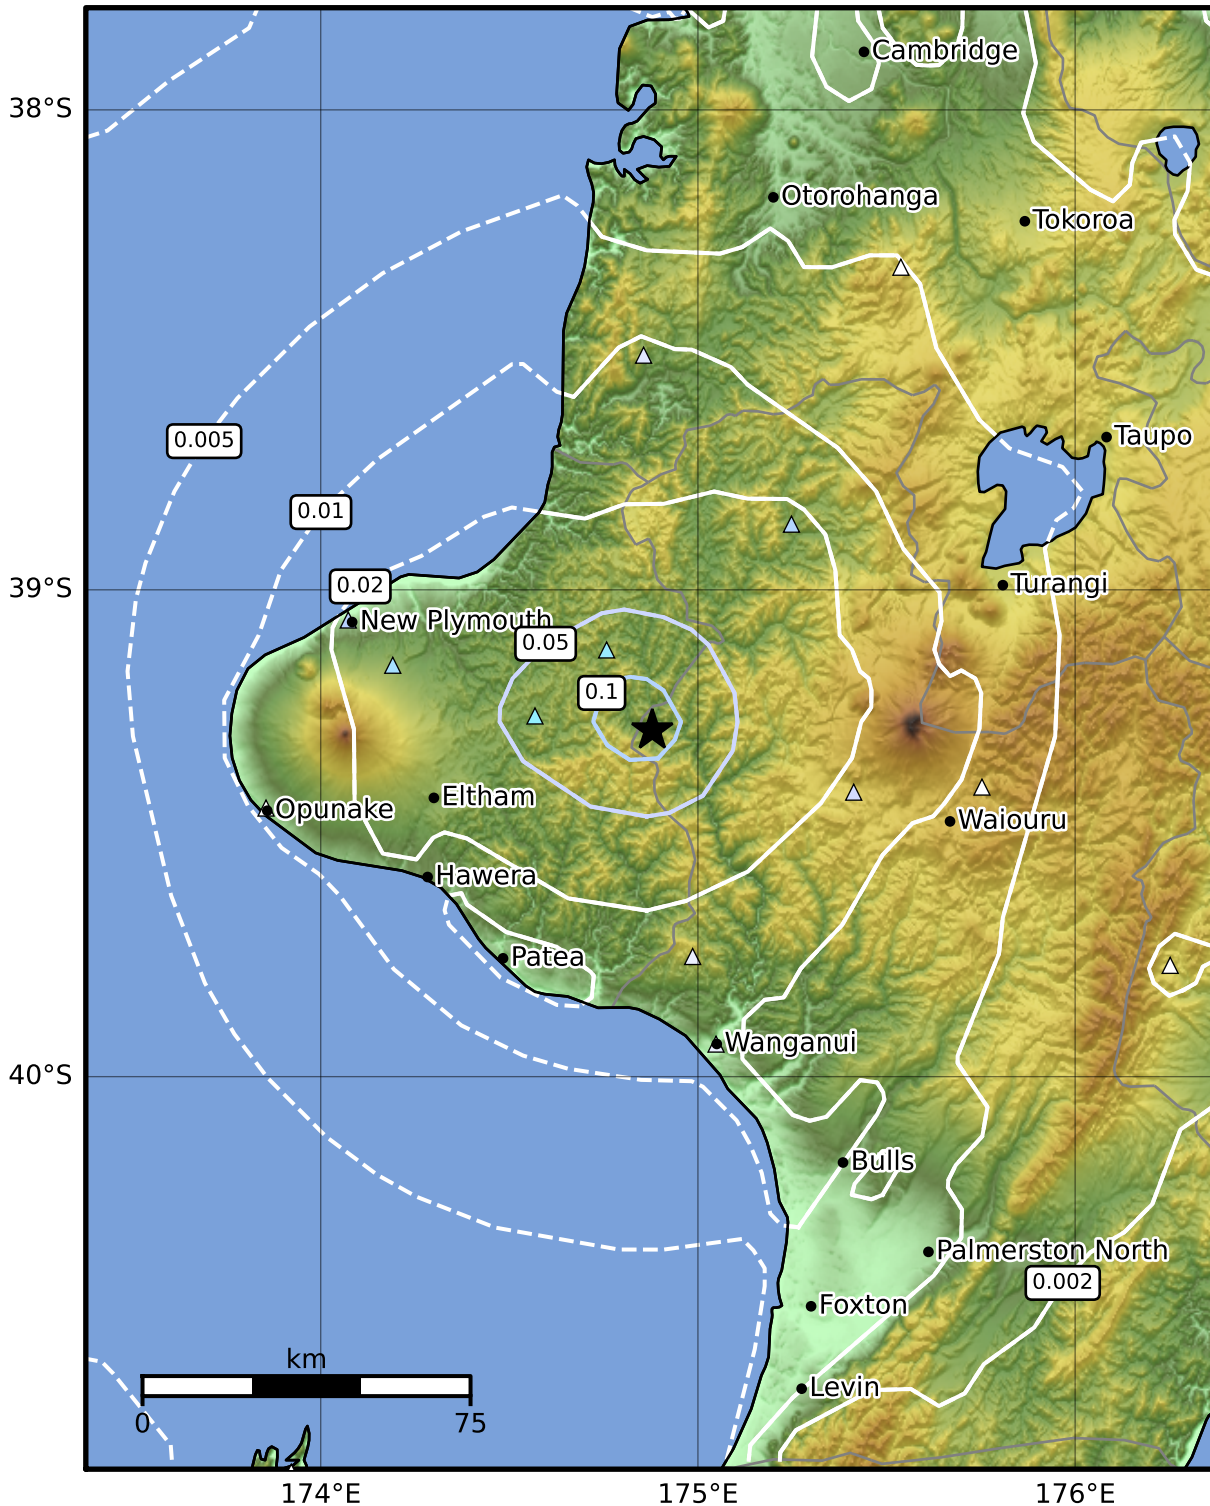 Cambridge
38°S
Otorohanga
Tokoroa
Taupo
0.005
0.01
39°S
0.02
Turangi
New Plymouth
0.05
0.1
Eltham
Opunake
Waiouru
Hawera
Patea
Wanganui
40°S
Bulls
Palmerston North
0.002
Foxton
km
Levin
0
75
174°E
175°E
176°E